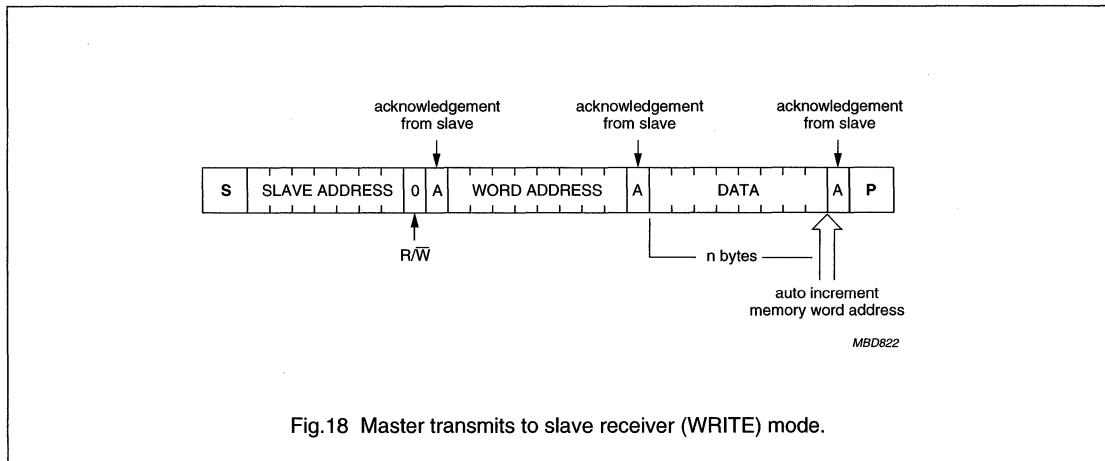 acknowledgement
from slave
acknowledgement
from slave
acknowledgement
from slave
S SLAVE ADDRESS 0 A WORD ADDRESS A DATA A P
R/W̅
n bytes
auto increment
memory word address
MBD822
Fig.18 Master transmits to slave receiver (WRITE) mode.